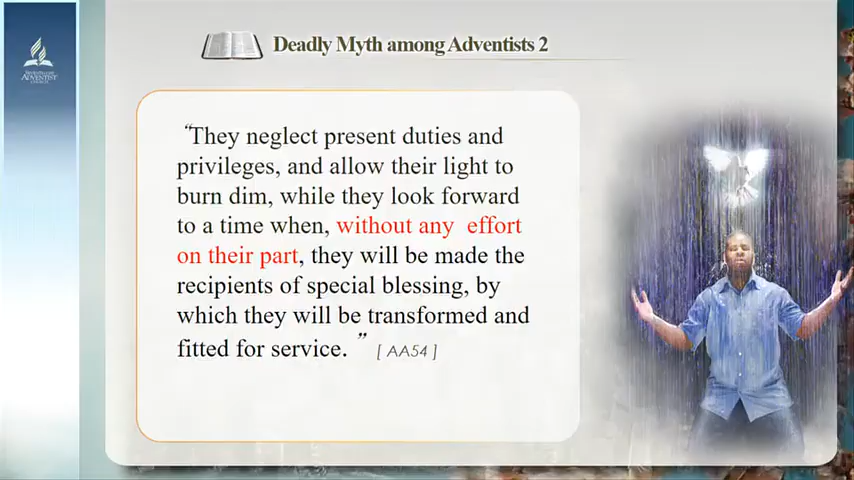 Deadly Myth among Adventists 2
“They neglect present duties and
privileges, and allow their light to
burn dim, while they look forward
to a time when, without any effort
on their part, they will be made the
recipients of special blessing, by
which they will be transformed and
fitted for service.” [ AA54 ]
ADVENTIST